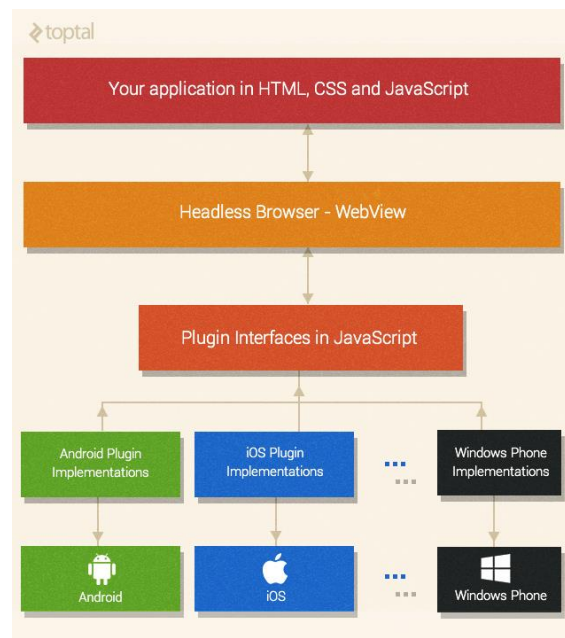 toptal
Your application in HTML, CSS and JavaScript
Headless Browser - WebView
Plugin Interfaces in JavaScript
Android Plugin
Implementations
iOS Plugin
Implementations
Windows Phone
Implementations
Android
iOS
Windows Phone